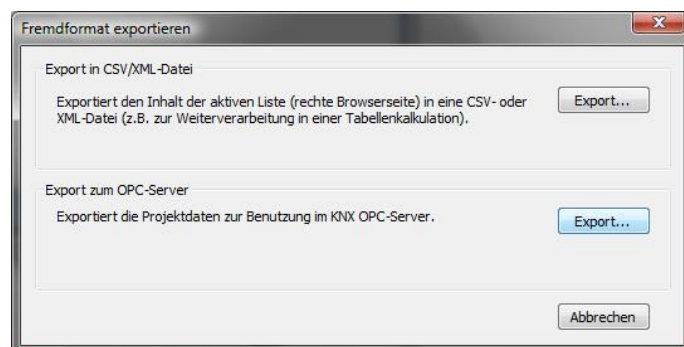 Fremdformat exportieren
Export in CSV/XML-Datei
Exportiert den Inhalt der aktiven Liste (rechte Browserseite) in eine CSV- oder
XML-Datei (z.B. zur Weiterverarbeitung in einer Tabellenkalkulation).
Export...
Export zum OPC-Server
Exportiert die Projektdaten zur Benutzung im KNX OPC-Server.
Export...
Abbrechen